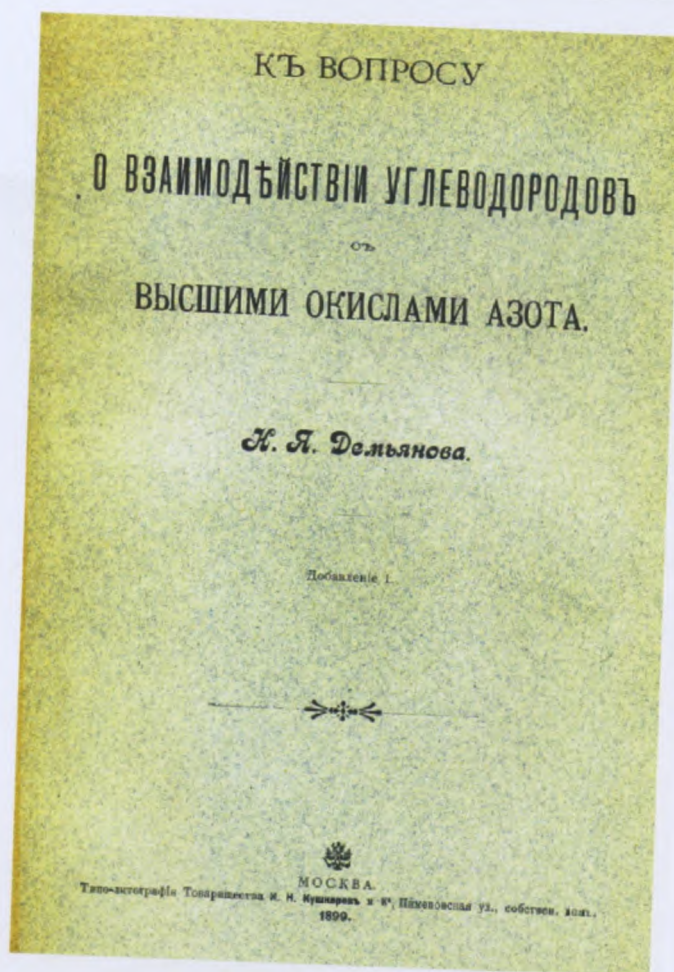 КЪ ВОПРОСУ
О ВЗАИМОДѢЙСТВІИ УГЛЕВОДОРОДОВЪ
СЪ
ВЫСШИМИ ОКИСЛАМИ АЗОТА.
Н. Я. Демьянова.
Добавленіе 1.
МОСКВА.
Типо-литографія Товарищества И. Н. Кушнеревъ и Кº, Пименовская ул., собствен. домъ.
1899.